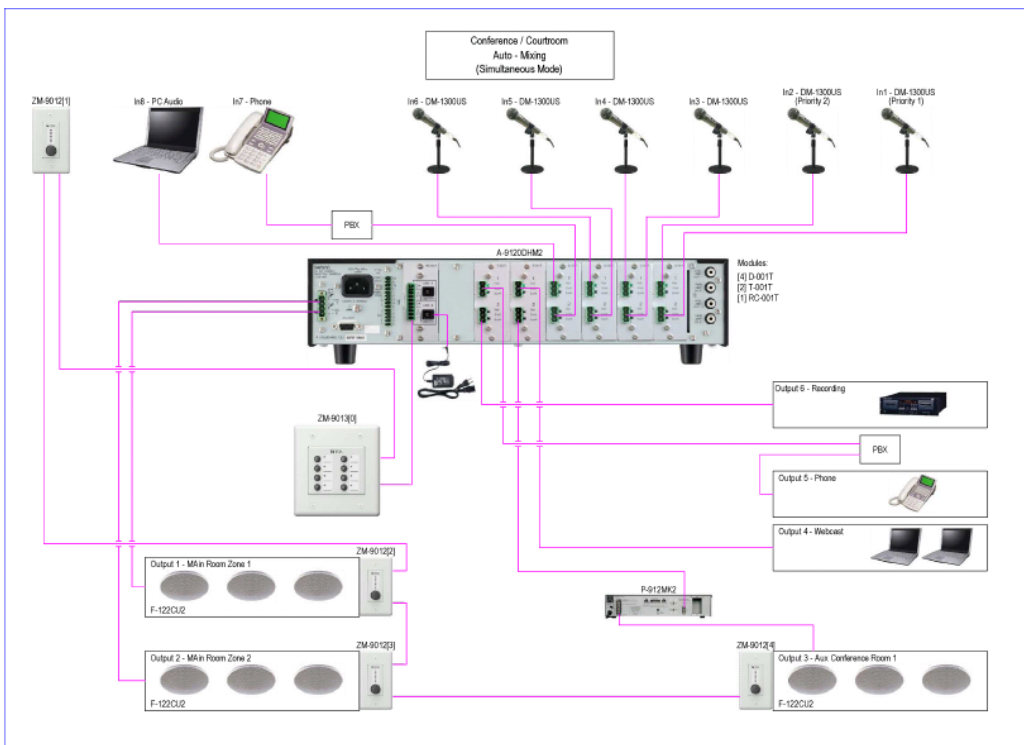 Conference / Courtroom
Auto - Mixing
(Simultaneous Mode)
ZM-9012[1]
In8 - PC Audio
In7 - Phone
In6 - DM-1300US
In5 - DM-1300US
In4 - DM-1300US
In3 - DM-1300US
In2 - DM-1300US
(Priority 2)
In1 - DM-1300US
(Priority 1)
PBX
A-9120DHM2
Modules:
[4] D-001T
[2] T-001T
[1] RC-001T
ZM-9013[0]
Output 6 - Recording
PBX
Output 5 - Phone
Output 4 - Webcast
ZM-9012[2]
Output 1 - MAin Room Zone 1
F-122CU2
P-912MK2
ZM-9012[3]
Output 2 - MAin Room Zone 2
F-122CU2
ZM-9012[4]
Output 3 - Aux Conference Room 1
F-122CU2